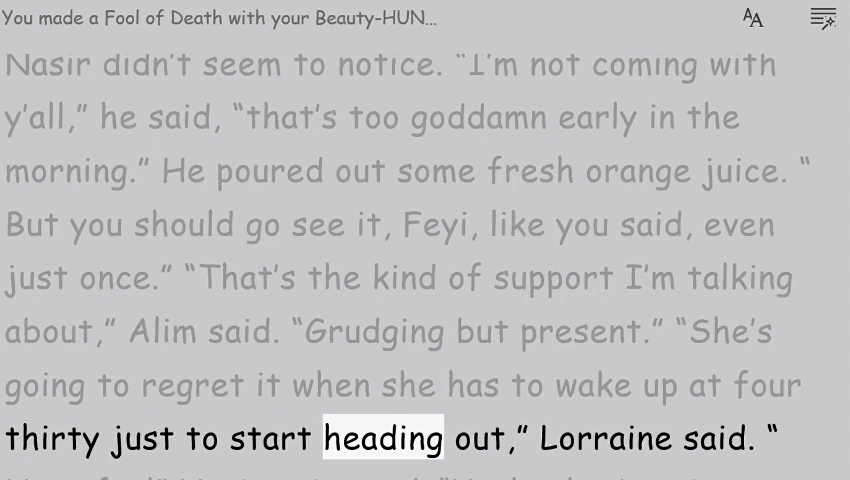 You made a Fool of Death with your Beauty-HUN...
AA
Nasir didn't seem to notice. “I'm not coming with
y'all,” he said, “that's too goddamn early in the
morning.” He poured out some fresh orange juice. “
But you should go see it, Feyi, like you said, even
just once.” “That's the kind of support I'm talking
about,” Alim said. “Grudging but present.” “She's
going to regret it when she has to wake up at four
thirty just to start heading out,” Lorraine said. “